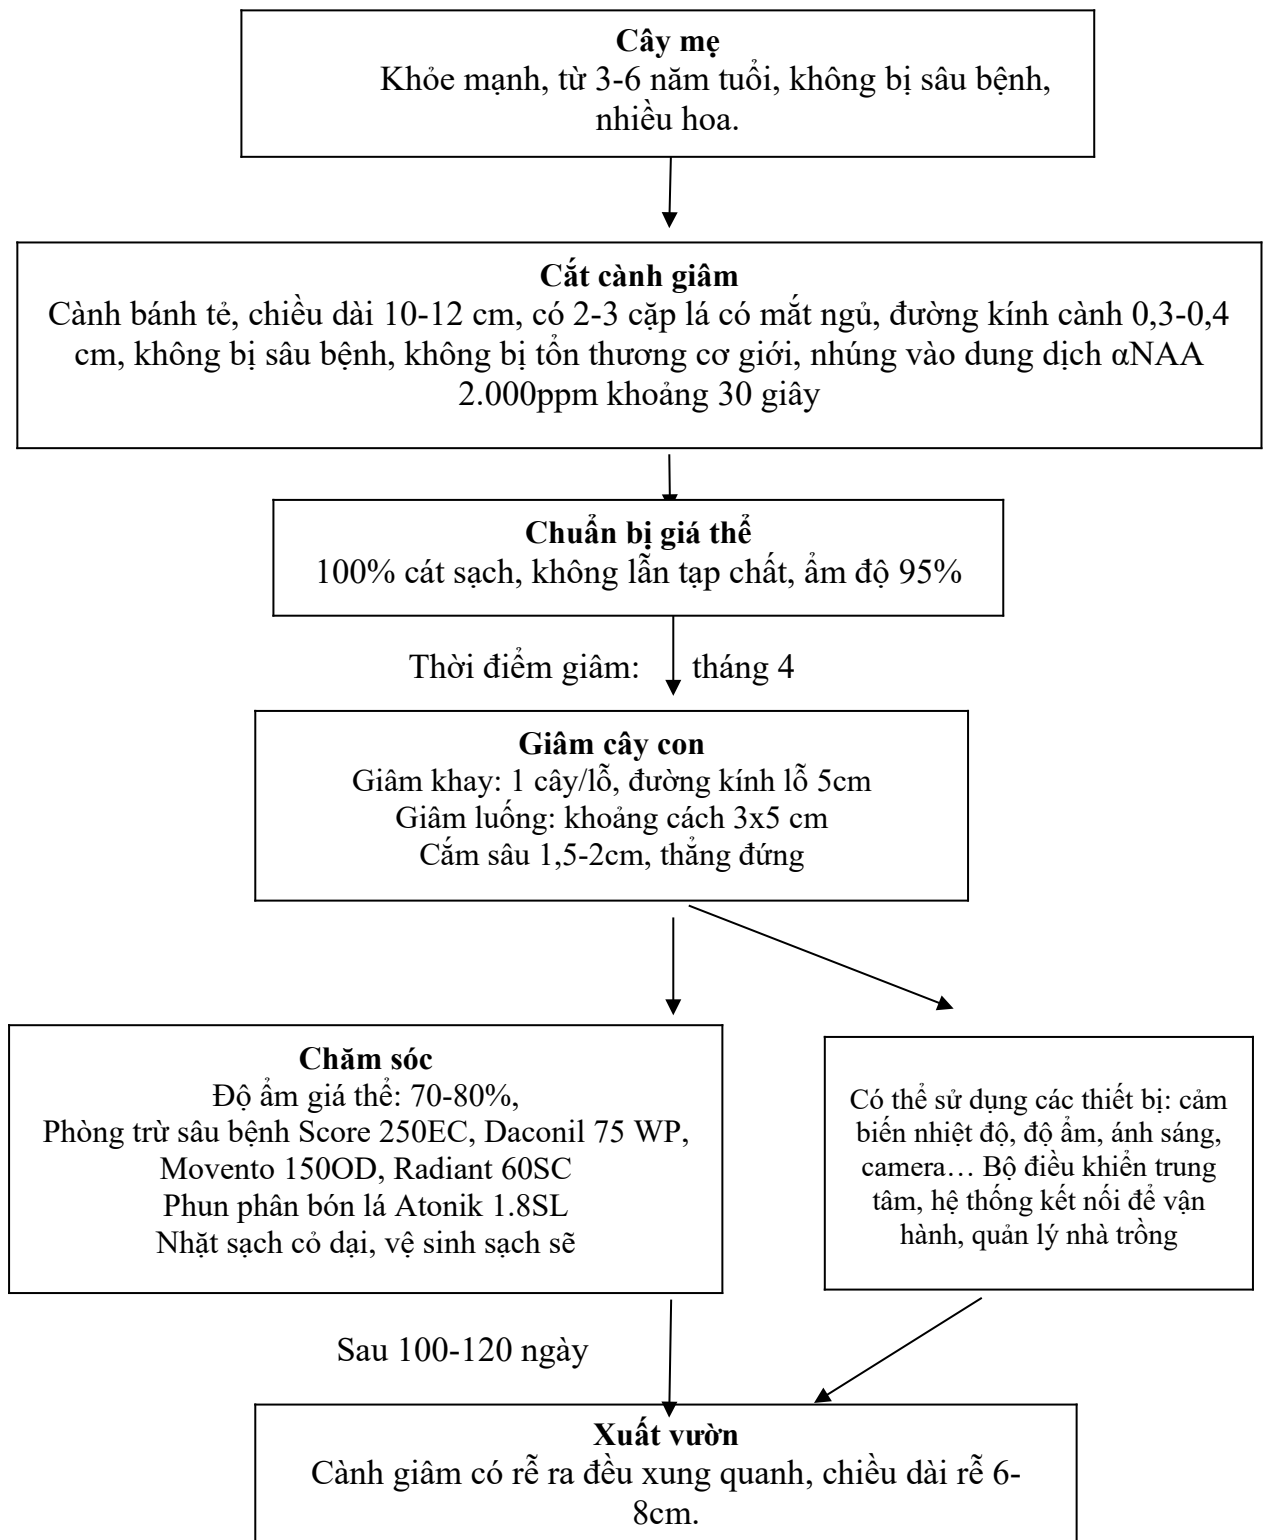 Cây mẹ
Khỏe mạnh, từ 3-6 năm tuổi, không bị sâu bệnh,
nhiều hoa.
Cắt cành giâm
Cành bánh tẻ, chiều dài 10-12 cm, có 2-3 cặp lá có mắt ngủ, đường kính cành 0,3-0,4
cm, không bị sâu bệnh, không bị tổn thương cơ giới, nhúng vào dung dịch αNAA
2.000ppm khoảng 30 giây
Chuẩn bị giá thể
100% cát sạch, không lẫn tạp chất, ẩm độ 95%
Thời điểm giâm: tháng 4
Giâm cây con
Giâm khay: 1 cây/lỗ, đường kính lỗ 5cm
Giâm luống: khoảng cách 3x5 cm
Cắm sâu 1,5-2cm, thẳng đứng
Chăm sóc
Độ ẩm giá thể: 70-80%,
Phòng trừ sâu bệnh Score 250EC, Daconil 75 WP,
Movento 150OD, Radiant 60SC
Phun phân bón lá Atonik 1.8SL
Nhặt sạch cỏ dại, vệ sinh sạch sẽ
Có thể sử dụng các thiết bị: cảm
biến nhiệt độ, độ ẩm, ánh sáng,
camera… Bộ điều khiển trung
tâm, hệ thống kết nối để vận
hành, quản lý nhà trồng
Sau 100-120 ngày
Xuất vườn
Cành giâm có rễ ra đều xung quanh, chiều dài rễ 6-
8cm.